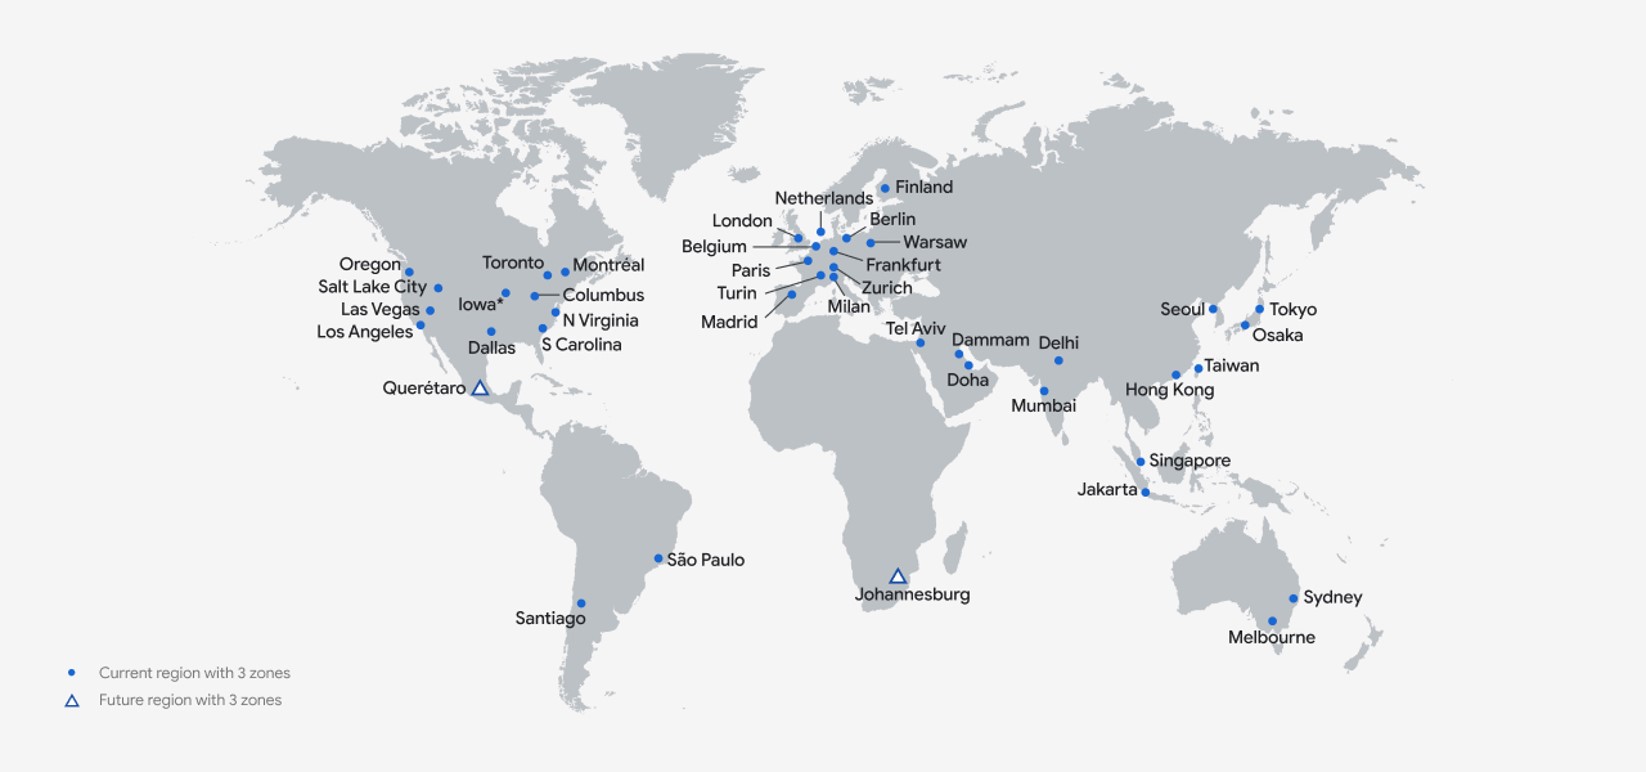 Finland
Netherlands
London
Berlin
Belgium
Warsaw
Paris
Frankfurt
Turin
Zurich
Milan
Madrid
Oregon
Toronto
Montréal
Salt Lake City
Iowa*
Columbus
Las Vegas
N Virginia
Los Angeles
Dallas
S Carolina
Querétaro
Tel Aviv
Dammam
Delhi
Doha
Mumbai
Seoul
Tokyo
Osaka
Taiwan
Hong Kong
Singapore
Jakarta
São Paulo
Santiago
Johannesburg
Sydney
Melbourne
Current region with 3 zones
Future region with 3 zones